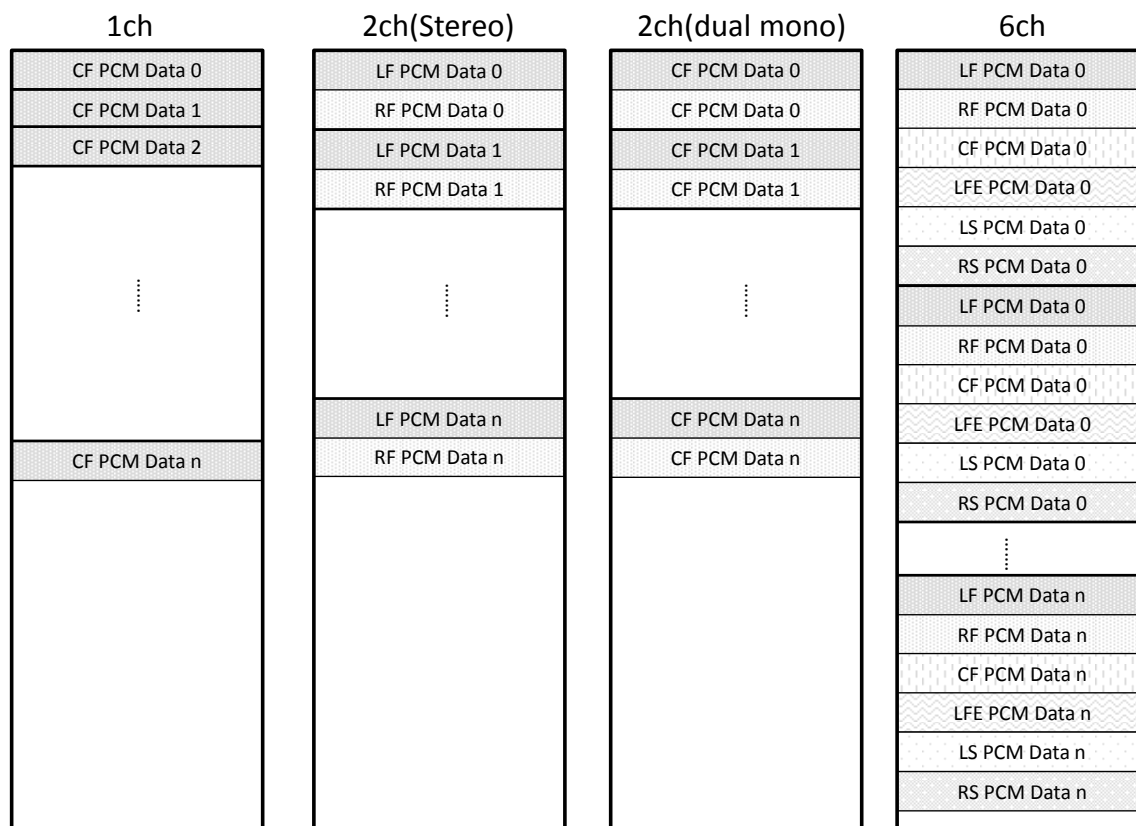 1ch
CF PCM Data 0
CF PCM Data 1
CF PCM Data 2
CF PCM Data n
2ch(Stereo)
LF PCM Data 0
RF PCM Data 0
LF PCM Data 1
RF PCM Data 1
LF PCM Data n
RF PCM Data n
2ch(dual mono)
CF PCM Data 0
CF PCM Data 0
CF PCM Data 1
CF PCM Data 1
CF PCM Data n
CF PCM Data n
6ch
LF PCM Data 0
RF PCM Data 0
CF PCM Data 0
LFE PCM Data 0
LS PCM Data 0
RS PCM Data 0
LF PCM Data 0
RF PCM Data 0
CF PCM Data 0
LFE PCM Data 0
LS PCM Data 0
RS PCM Data 0
LF PCM Data n
RF PCM Data n
CF PCM Data n
LFE PCM Data n
LS PCM Data n
RS PCM Data n